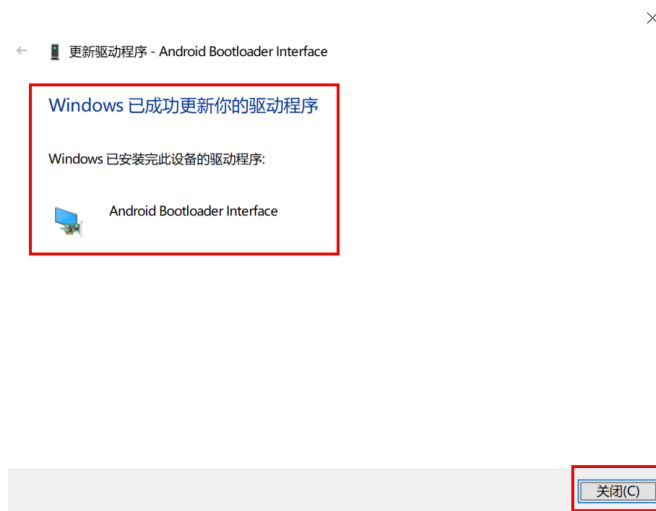 更新驱动程序 - Android Bootloader Interface
Windows 已成功更新你的驱动程序
Windows 已安装完此设备的驱动程序:
Android Bootloader Interface
关闭(C)